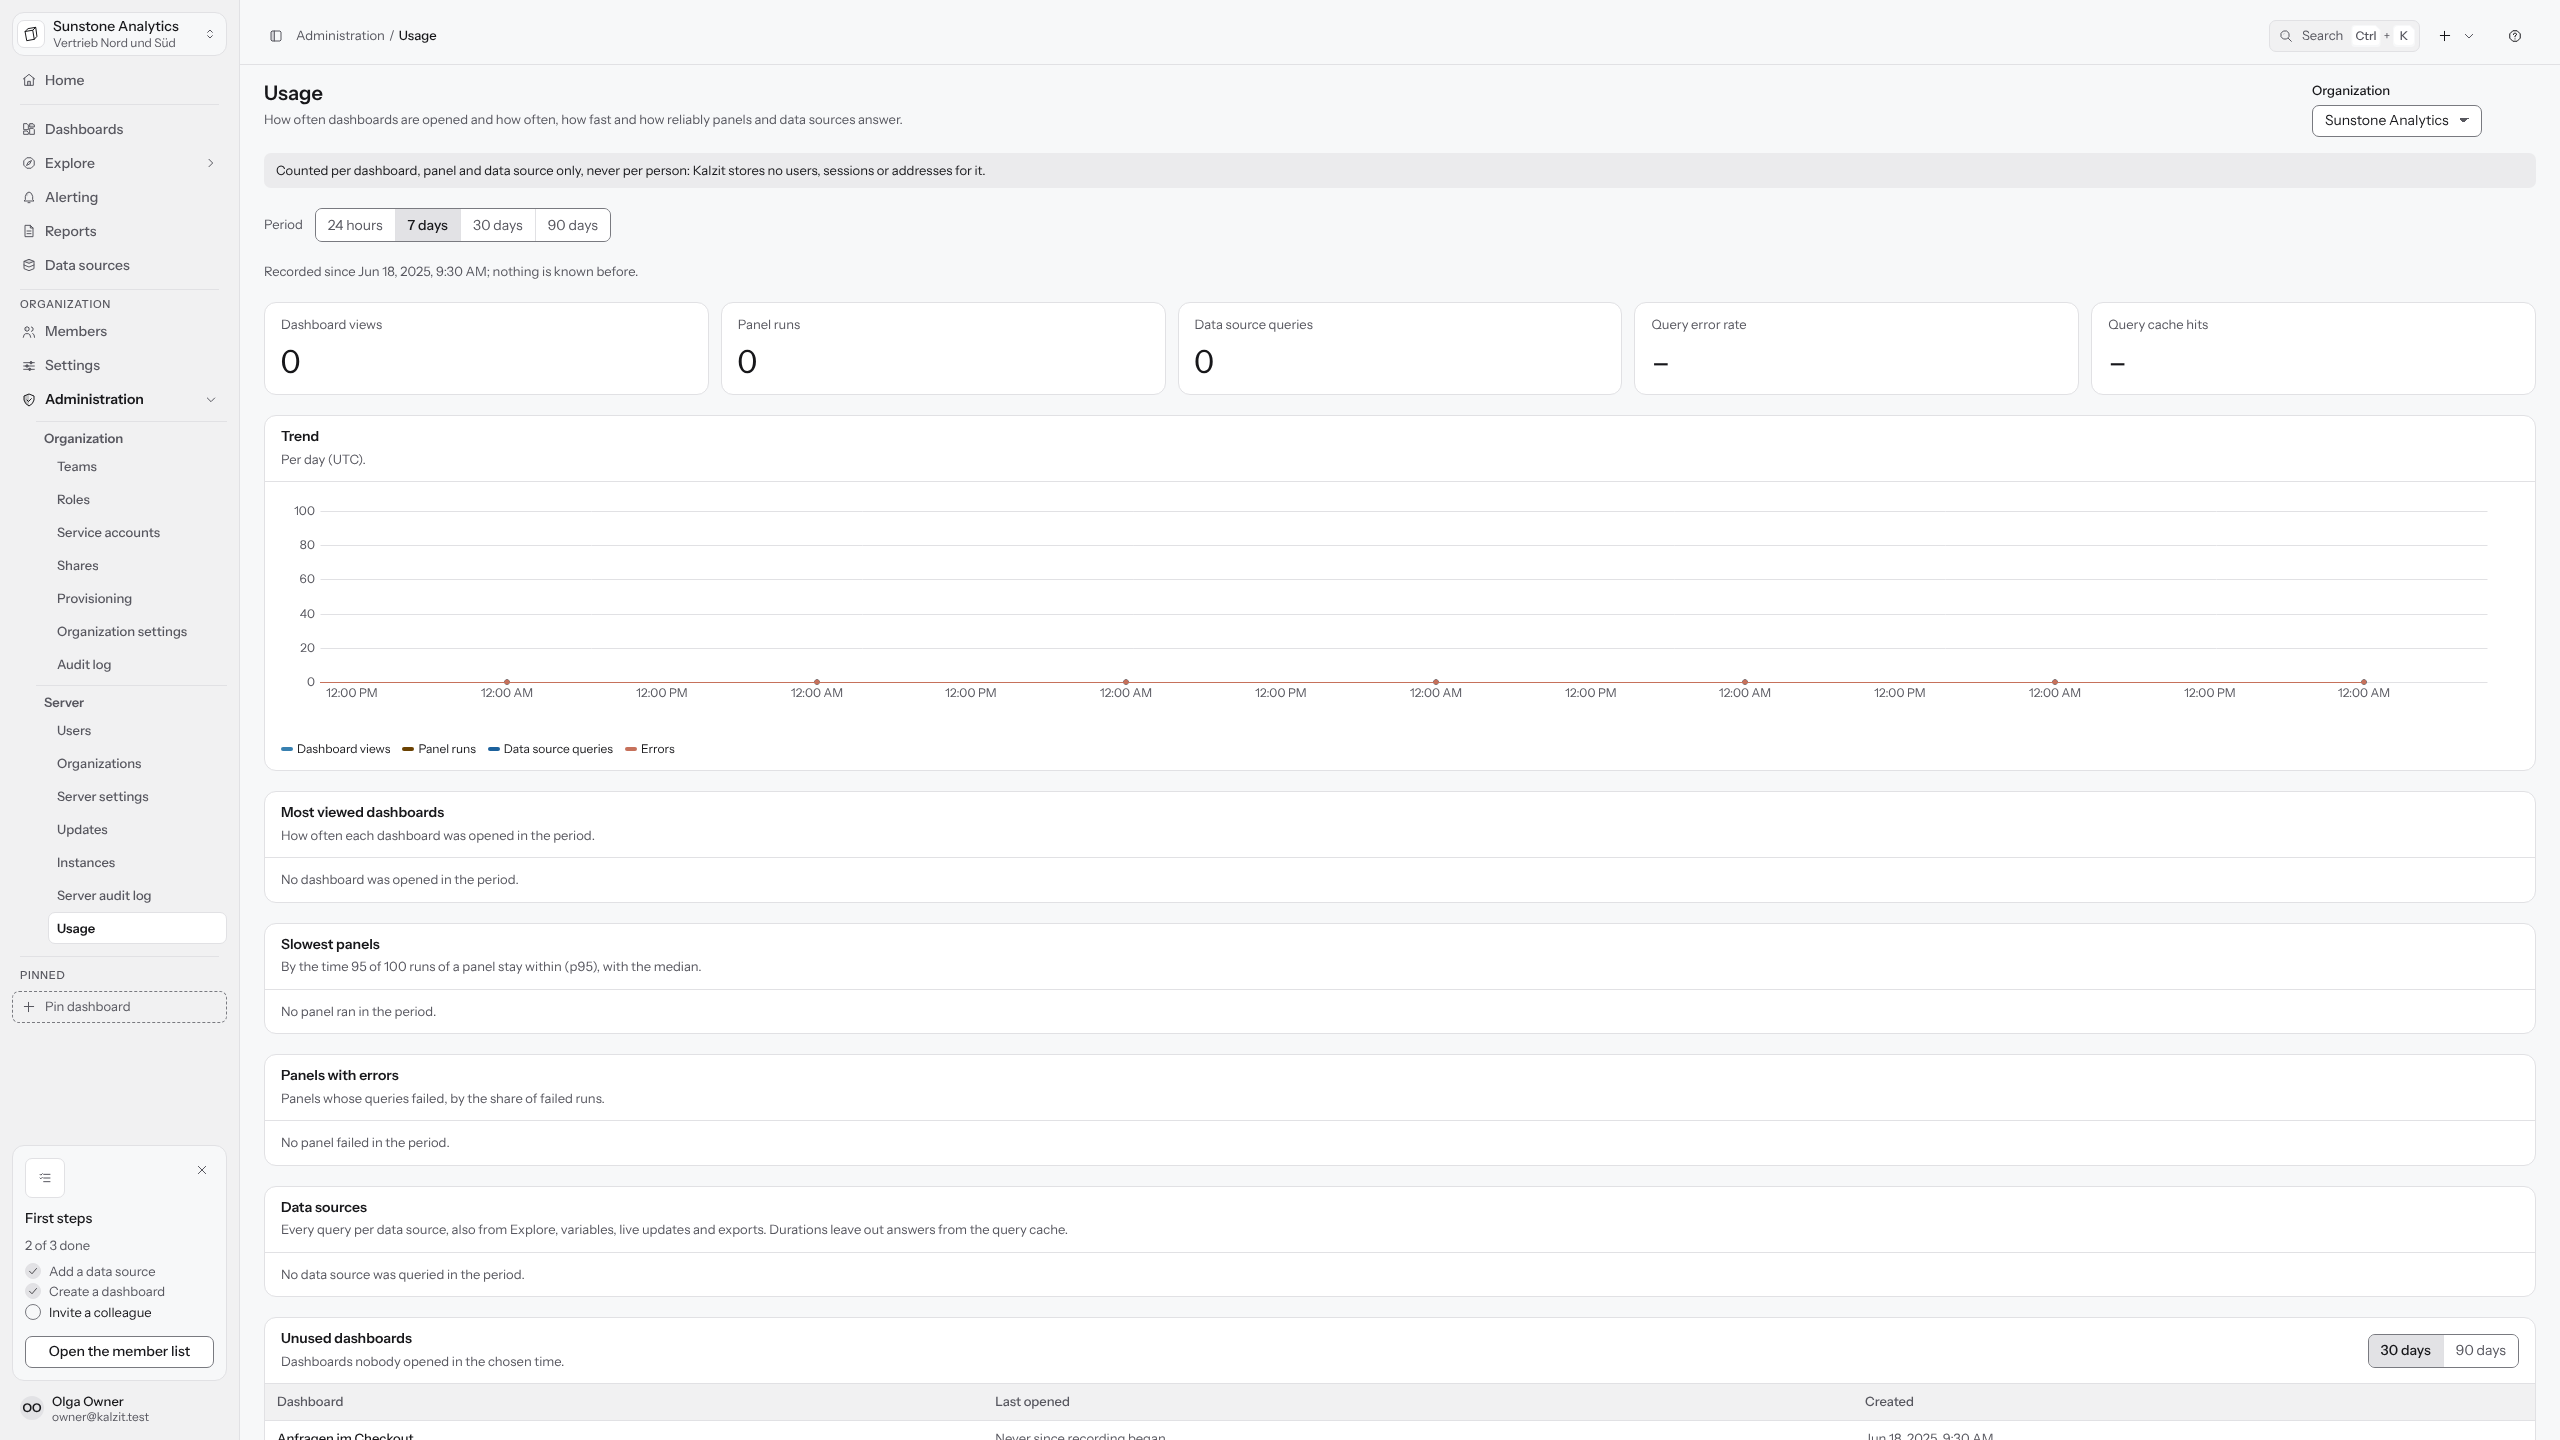 Sunstone Analytics
Vertrieb Nord und Süd
Home
Dashboards
Explore
Alerting
Reports
Data sources
ORGANIZATION
Members
Settings
Administration
Organization
Teams
Roles
Service accounts
Shares
Provisioning
Organization settings
Audit log
Server
Users
Organizations
Server settings
Updates
Instances
Server audit log
Usage
PINNED
Pin dashboard
First steps
2 of 3 done
Add a data source
Create a dashboard
Invite a colleague
Open the member list
OO
Olga Owner
owner@kalzit.test
Administration / Usage
Search Ctrl + K
Usage
How often dashboards are opened and how often, how fast and how reliably panels and data sources answer.
Organization
Sunstone Analytics
Counted per dashboard, panel and data source only, never per person: Kalzit stores no users, sessions or addresses for it.
Period 24 hours 7 days 30 days 90 days
Recorded since Jun 18, 2025, 9:30 AM; nothing is known before.
Dashboard views
0
Panel runs
0
Data source queries
0
Query error rate
–
Query cache hits
–
Trend
Per day (UTC).
100
80
60
40
20
0
12:00 PM 12:00 AM 12:00 PM 12:00 AM 12:00 PM 12:00 AM 12:00 PM 12:00 AM 12:00 PM 12:00 AM 12:00 PM 12:00 AM 12:00 PM 12:00 AM
Dashboard views Panel runs Data source queries Errors
Most viewed dashboards
How often each dashboard was opened in the period.
No dashboard was opened in the period.
Slowest panels
By the time 95 of 100 runs of a panel stay within (p95), with the median.
No panel ran in the period.
Panels with errors
Panels whose queries failed, by the share of failed runs.
No panel failed in the period.
Data sources
Every query per data source, also from Explore, variables, live updates and exports. Durations leave out answers from the query cache.
No data source was queried in the period.
Unused dashboards
Dashboards nobody opened in the chosen time.
30 days 90 days
Dashboard Last opened Created
Anfragen im Checkout Never since recording began Jun 18, 2025, 9:30 AM